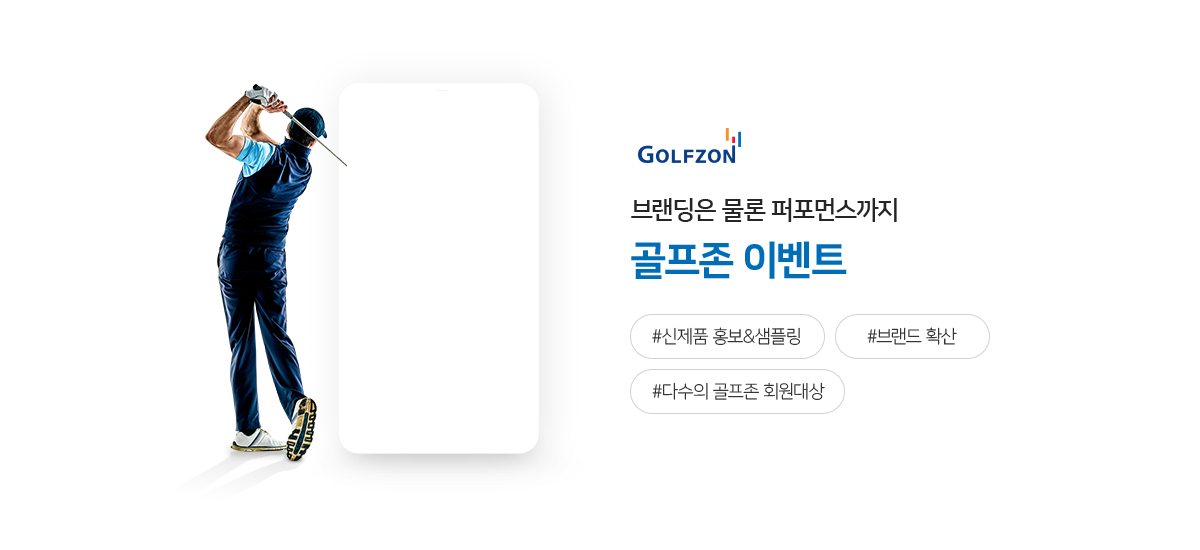 GOLFZON
브랜딩은 물론 퍼포먼스까지
골프존 이벤트
#신제품 홍보&샘플링
#브랜드 확산
#다수의 골프존 회원대상